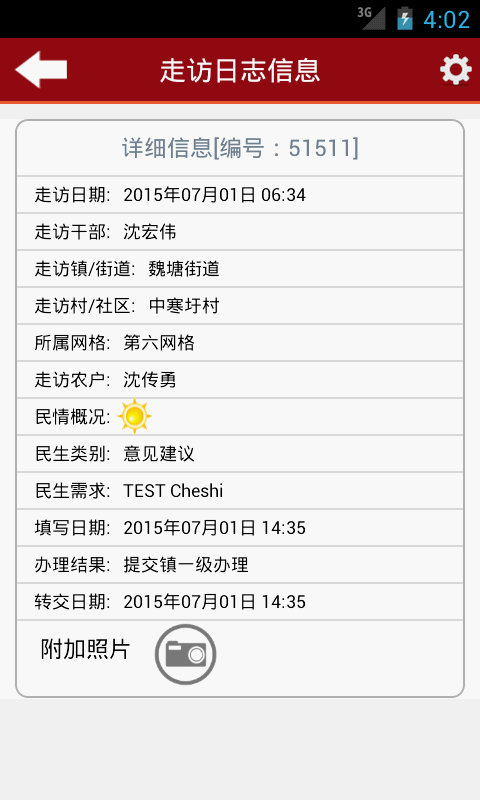 3G 4:02
走访日志信息
详细信息[编号：51511]
走访日期: 2015年07月01日 06:34
走访干部: 沈宏伟
走访镇/街道: 魏塘街道
走访村/社区: 中寒圩村
所属网格: 第六网格
走访农户: 沈传勇
民情概况:
民生类别: 意见建议
民生需求: TEST Cheshi
填写日期: 2015年07月01日 14:35
办理结果: 提交镇一级办理
转交日期: 2015年07月01日 14:35
附加照片